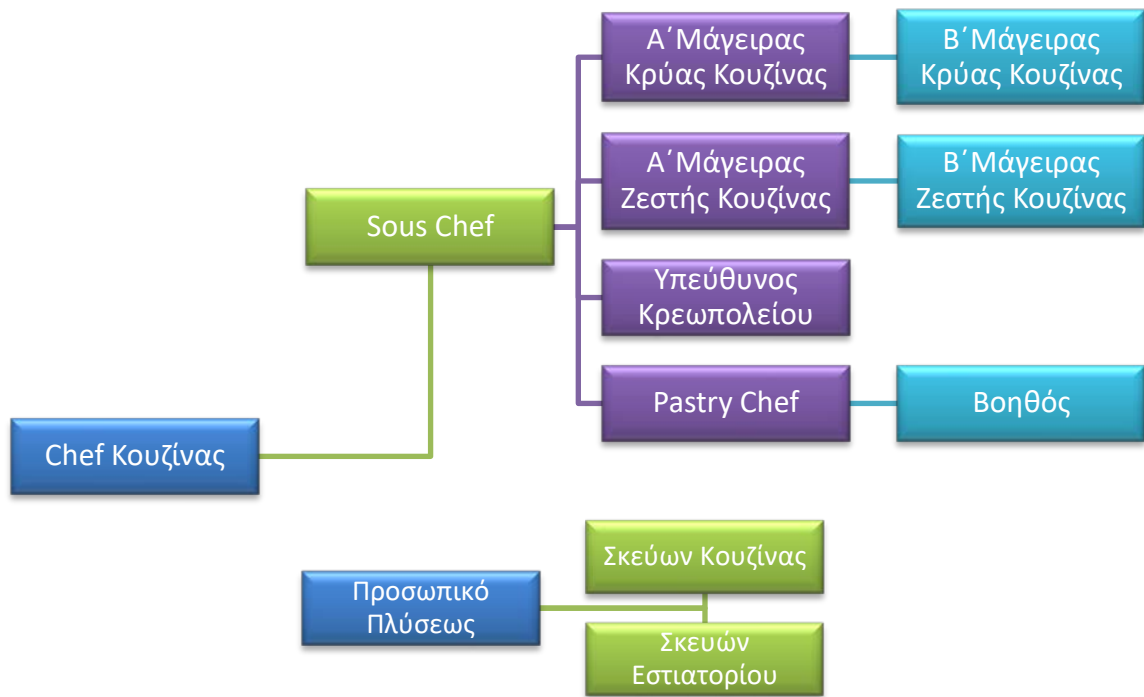 Α΄Μάγειρας
Κρύας Κουζίνας
Β΄Μάγειρας
Κρύας Κουζίνας
Α΄Μάγειρας
Ζεστής Κουζίνας
Β΄Μάγειρας
Ζεστής Κουζίνας
Sous Chef
Υπεύθυνος
Κρεωπολείου
Pastry Chef
Βοηθός
Chef Κουζίνας
Σκεύων Κουζίνας
Προσωπικό
Πλύσεως
Σκευών
Εστιατορίου